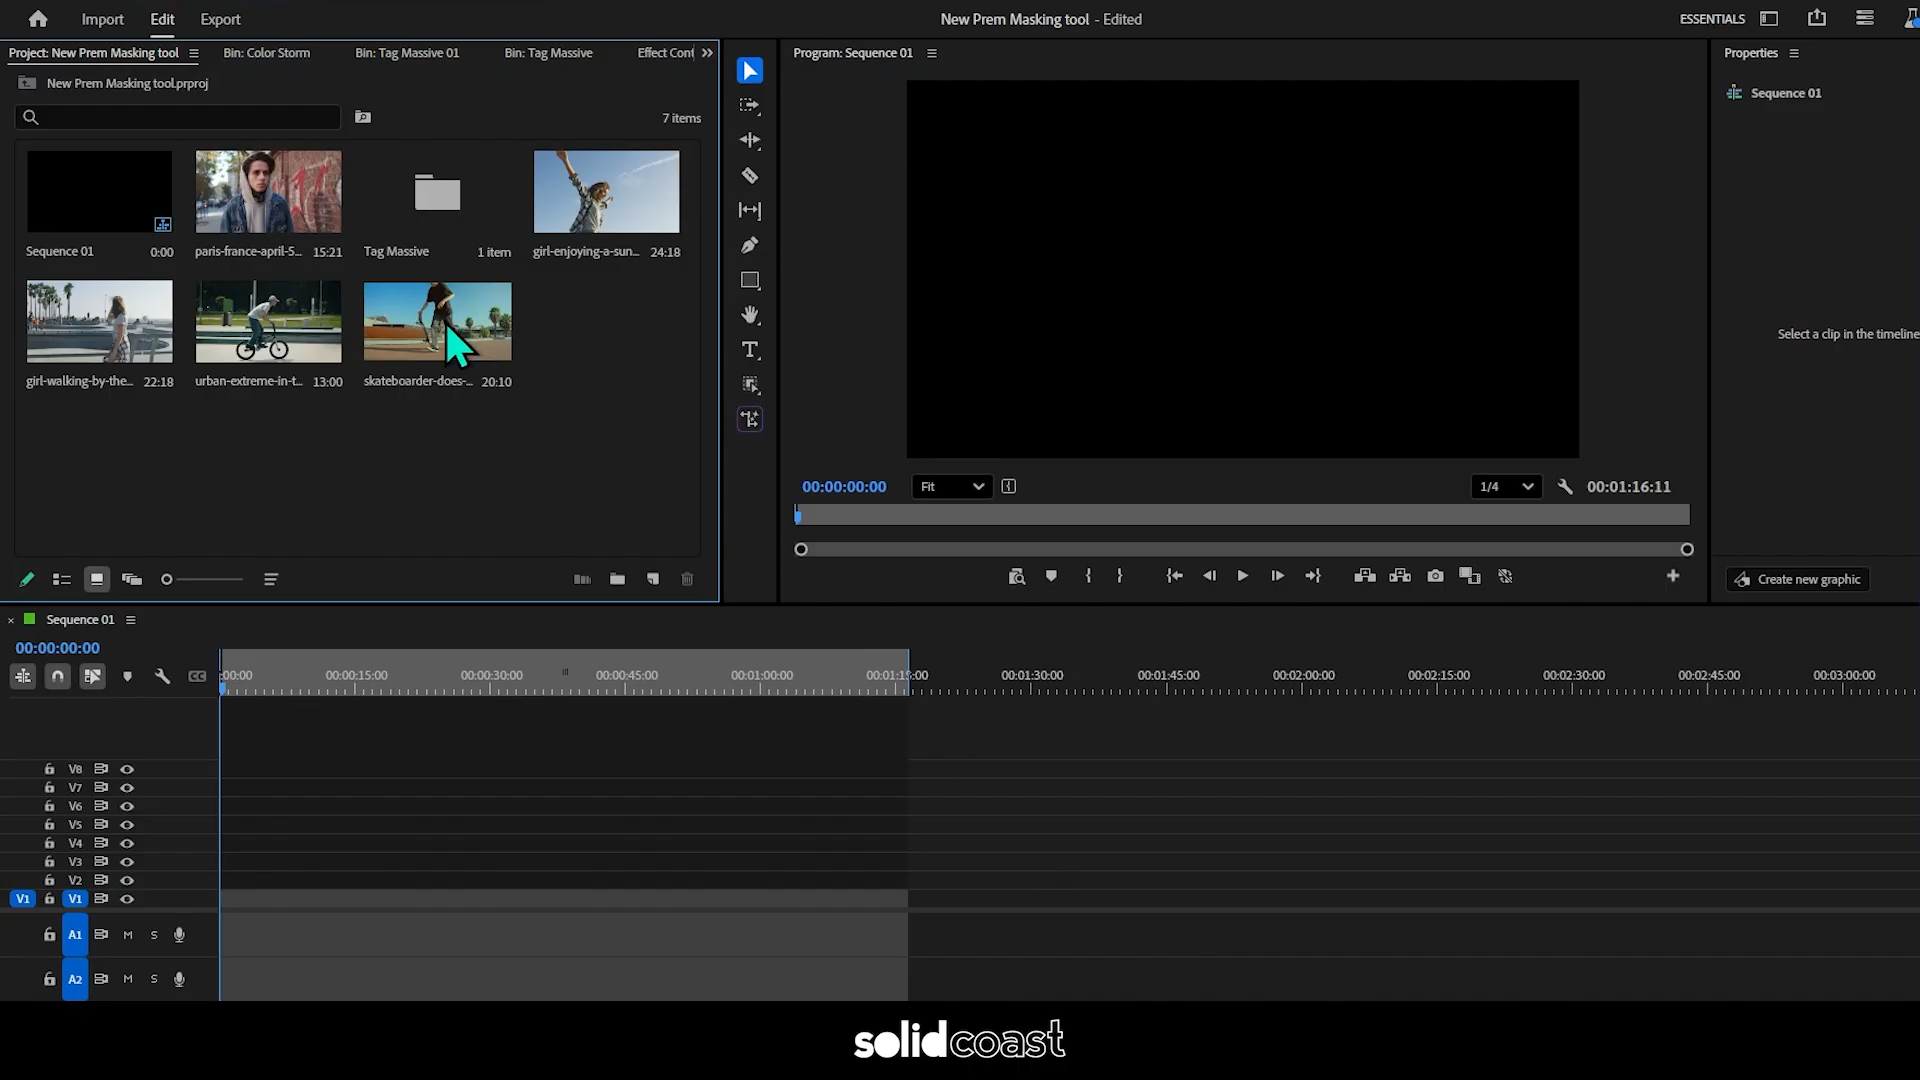 Import Edit Export New Prem Masking tool - Edited ESSENTIALS
Project: New Prem Masking tool Bin: Color Storm Bin: Tag Massive 01 Bin: Tag Massive Effect Cont
Program: Sequence 01
Properties
New Prem Masking tool.prproj
Sequence 01
7 items
Sequence 01 0:00 paris-france-april-5... 15:21 Tag Massive 1 item girl-enjoying-a-sun... 24:18
girl-walking-by-the... 22:18 urban-extreme-in-t... 13:00 skateboarder-does-... 20:10
Select a clip in the timeline
00:00:00:00 Fit 1/4 00:01:16:11
Create new graphic
Sequence 01
00:00:00:00
:00:00 00:00:15:00 00:00:30:00 00:00:45:00 00:01:00:00 00:01:15:00 00:01:30:00 00:01:45:00 00:02:00:00 00:02:15:00 00:02:30:00 00:02:45:00 00:03:00:00
CC
V8
V7
V6
V5
V4
V3
V2
V1 V1
A1 M S
A2 M S
solidcoast